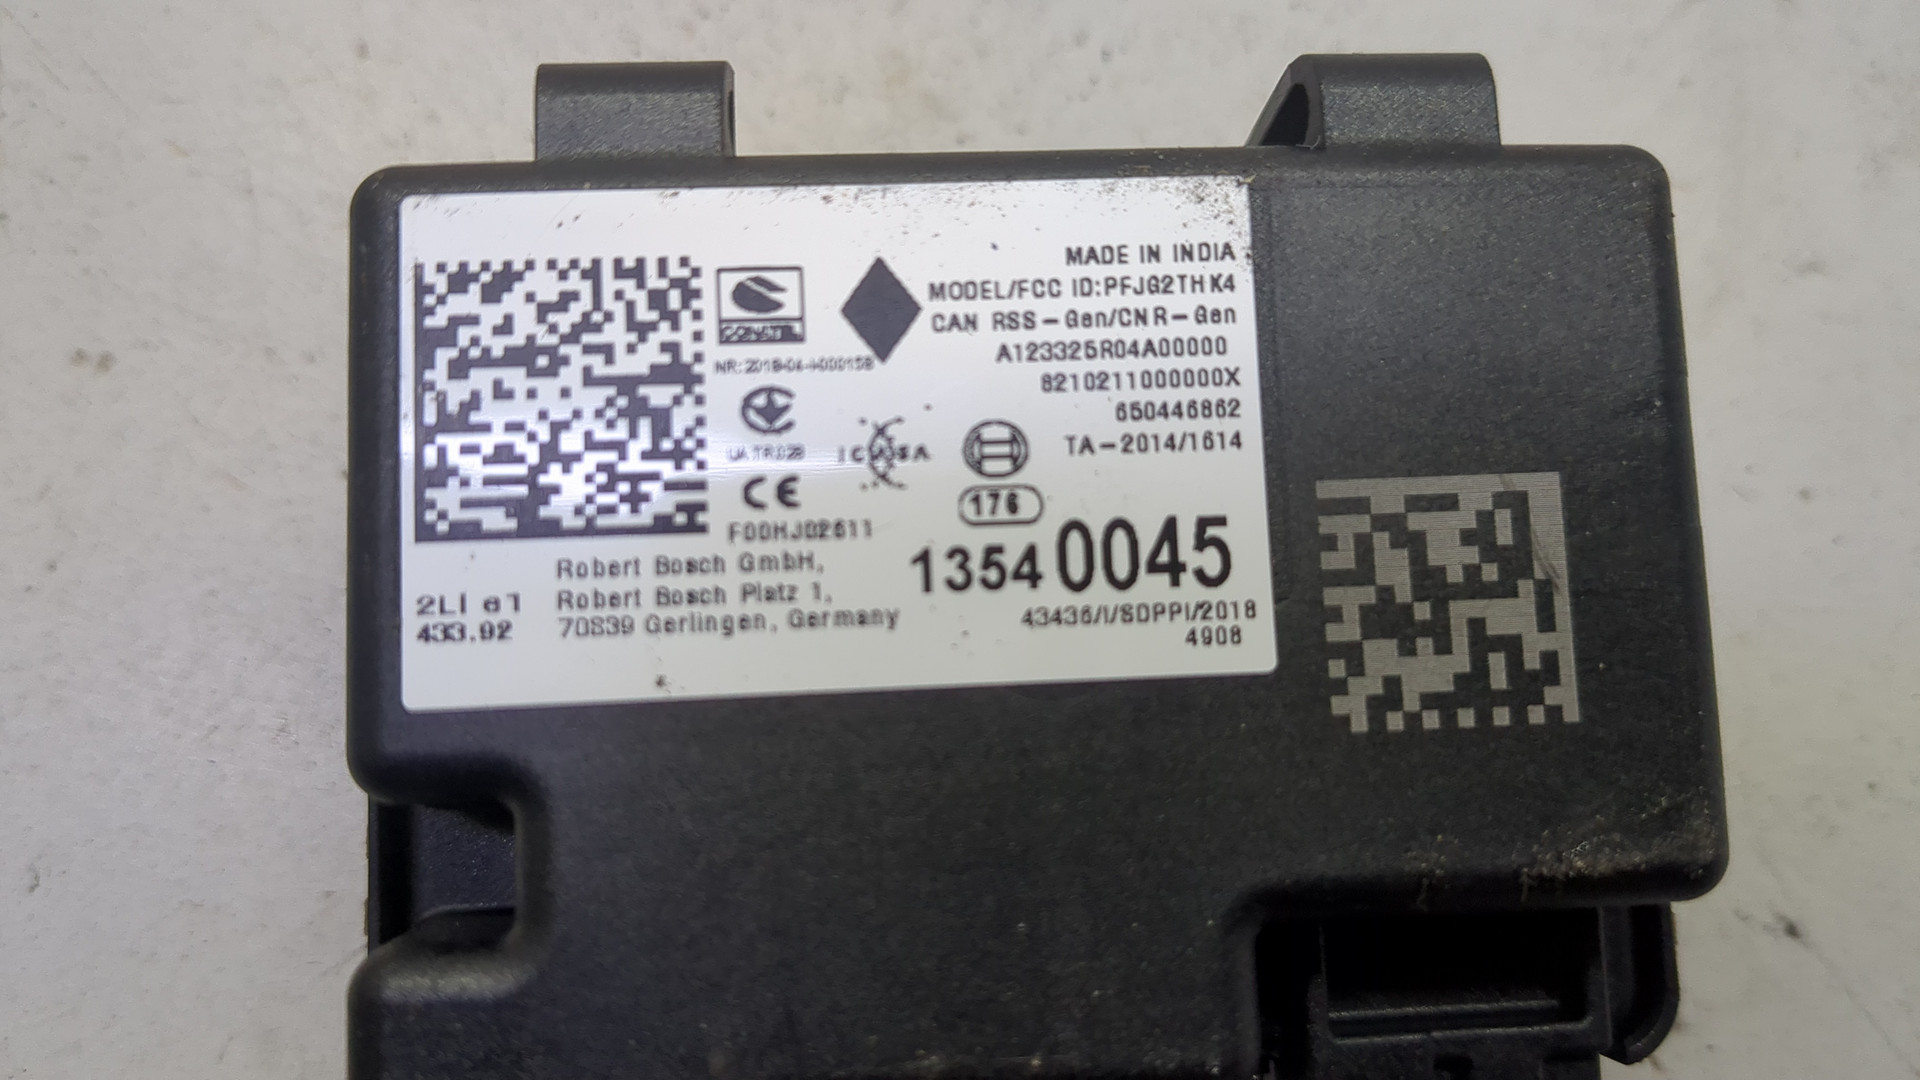 MADE IN INDIA
MODEL/FCC ID:PFJG2THK4
CAN RSS-Gen/CNR-Gen
A123325R04A00000
8210211000000X
650446862
TA-2014/1614
CONATEL
UA.TR.028
ICASA
CE
176
F00HJ02611
13540045
Robert Bosch GmbH,
Robert Bosch Platz 1,
70839 Gerlingen, Germany
2LI e1
433.92
43436/I/SDPPI/2018
4908